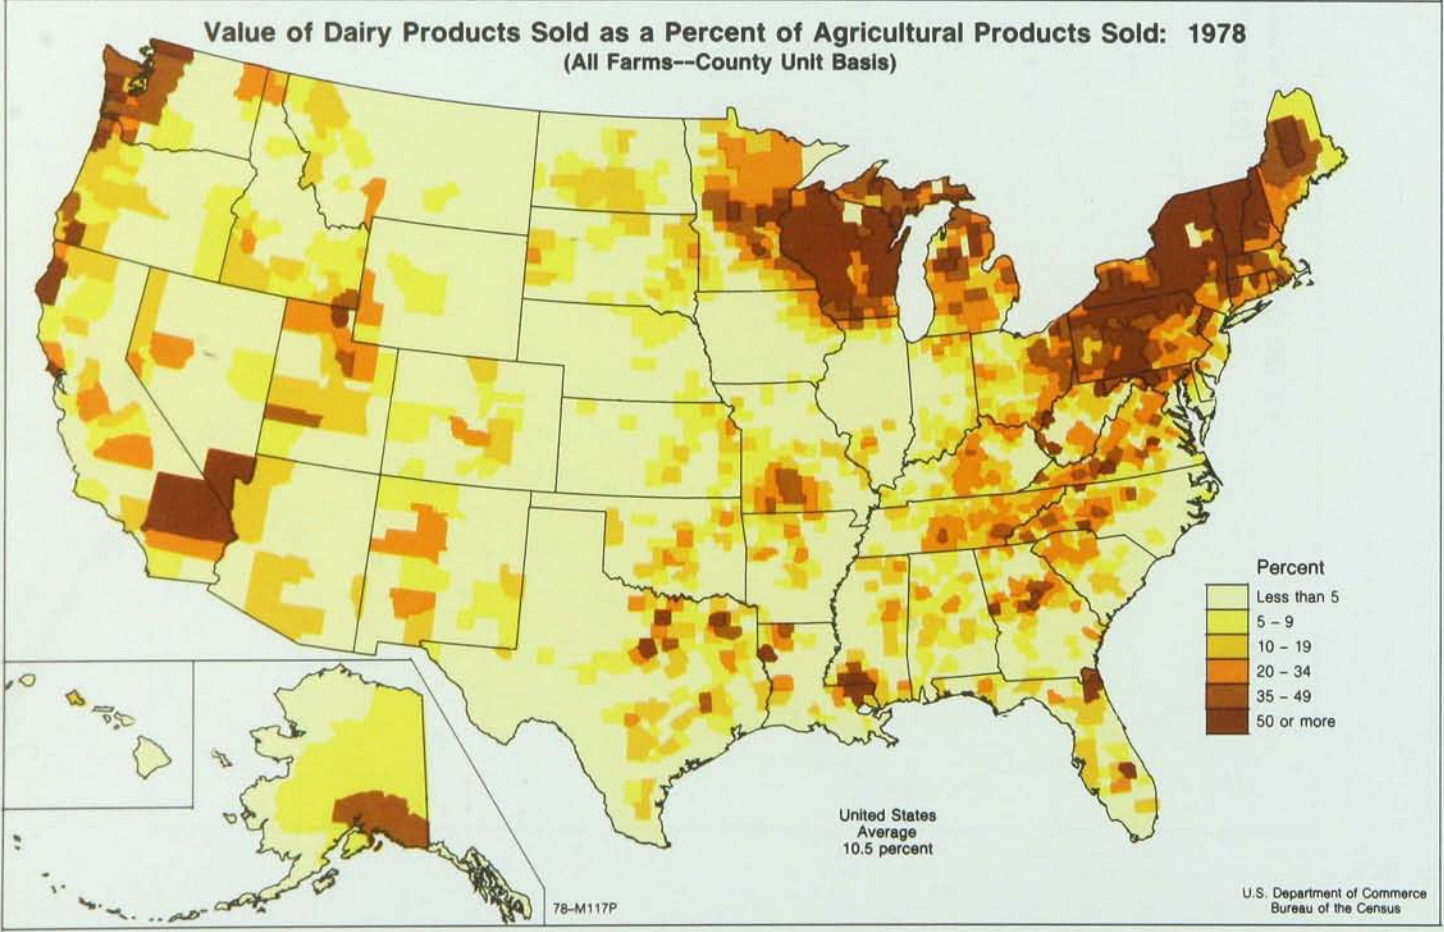 Value of Dairy Products Sold as a Percent of Agricultural Products Sold: 1978
(All Farms--County Unit Basis)
Percent
Less than 5
5 – 9
10 – 19
20 – 34
35 – 49
50 or more
United States
Average
10.5 percent
78–M117P
U.S. Department of Commerce
Bureau of the Census